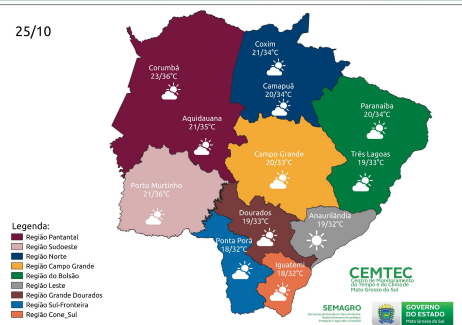 25/10
Coxim
21/34°C
Corumbá
23/36°C
Camapuã
20/34°C
Paranaíba
20/34°C
Aquidauana
21/35°C
Campo Grande
20/33°C
Três Lagoas
19/33°C
Porto Murtinho
21/36°C
Dourados
19/33°C
Anaurilândia
19/32°C
Ponta Porã
18/32°C
Iguatemi
18/32°C
Legenda:
Região Pantantal
Região Sudoeste
Região Norte
Região Campo Grande
Região do Bolsão
Região Leste
Região Grande Dourados
Região Sul-Fronteira
Região Cone_Sul
CEMTEC
Centro de Monitoramento
do Tempo e do Clima de
Mato Grosso do Sul
SEMAGRO
GOVERNO
DO ESTADO
Mato Grosso do Sul